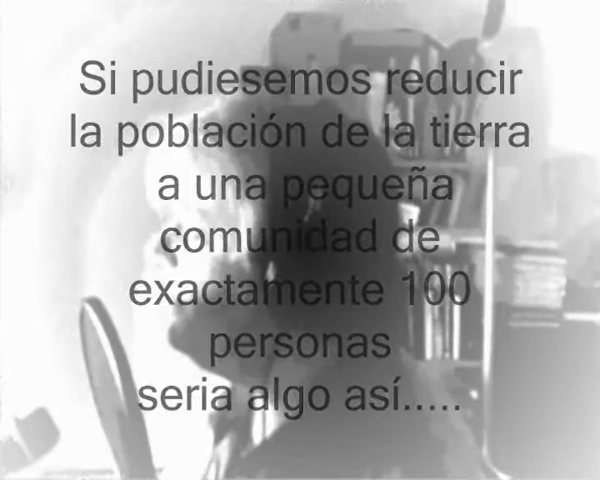 Si pudiesemos reducir
la población de la tierra
a una pequeña
comunidad de
exactamente 100
personas
seria algo así.....